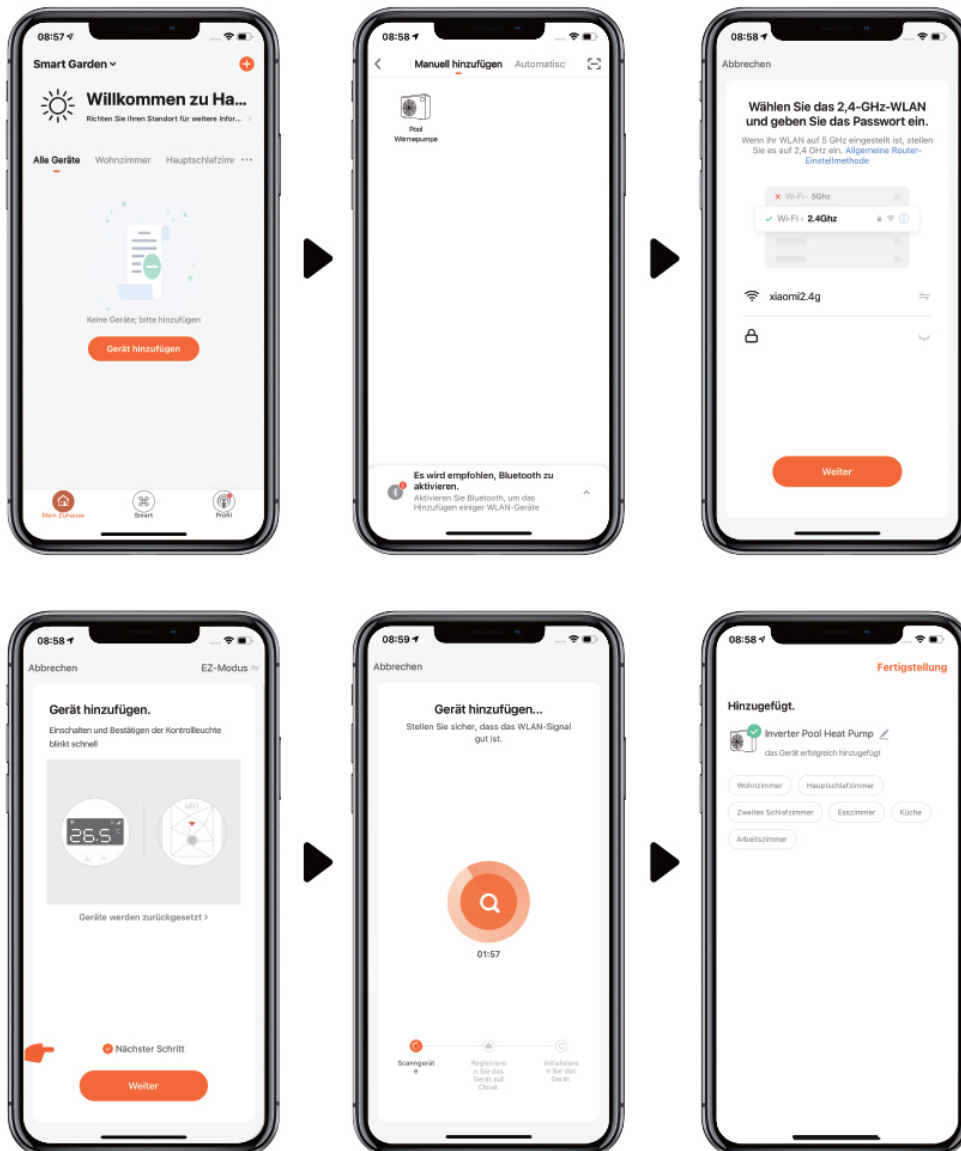 08:57
Smart Garden
Willkommen zu Ha...
Richten Sie Ihren Standort für weitere Infor...
Alle Geräte Wohnzimmer Hauptschlafzim
Keine Geräte; bitte hinzufügen
Gerät hinzufügen
Mein Zuhause Smart Profil
08:58
Manuell hinzufügen Automatisc
Pool
Wärmepumpe
Es wird empfohlen, Bluetooth zu
aktivieren.
Aktivieren Sie Bluetooth, um das
Hinzufügen einiger WLAN-Geräte
08:58
Abbrechen
Wählen Sie das 2,4-GHz-WLAN
und geben Sie das Passwort ein.
Wenn Ihr WLAN auf 5 GHz eingestellt ist, stellen
Sie es auf 2,4 GHz ein. Allgemeine Router-
Einstellmethode
Wi-Fi - 5Ghz
Wi-Fi - 2.4Ghz
xiaomi2.4g
Weiter
08:58
Abbrechen EZ-Modus
Gerät hinzufügen.
Einschalten und Bestätigen der Kontrollleuchte
blinkt schnell
26.5 °C
Wifi
Geräte werden zurückgesetzt >
Nächster Schritt
Weiter
08:59
Abbrechen
Gerät hinzufügen...
Stellen Sie sicher, dass das WLAN-Signal
gut ist.
01:57
Scanngerät
e
Registriere
n Sie das
Gerät auf
Cloud.
Initialisiere
n Sie das
Gerät.
08:58
Fertigstellung
Hinzugefügt.
Inverter Pool Heat Pump
das Gerät erfolgreich hinzugefügt
Wohnzimmer Hauptschlafzimmer
Zweites Schlafzimmer Esszimmer Küche
Arbeitszimmer